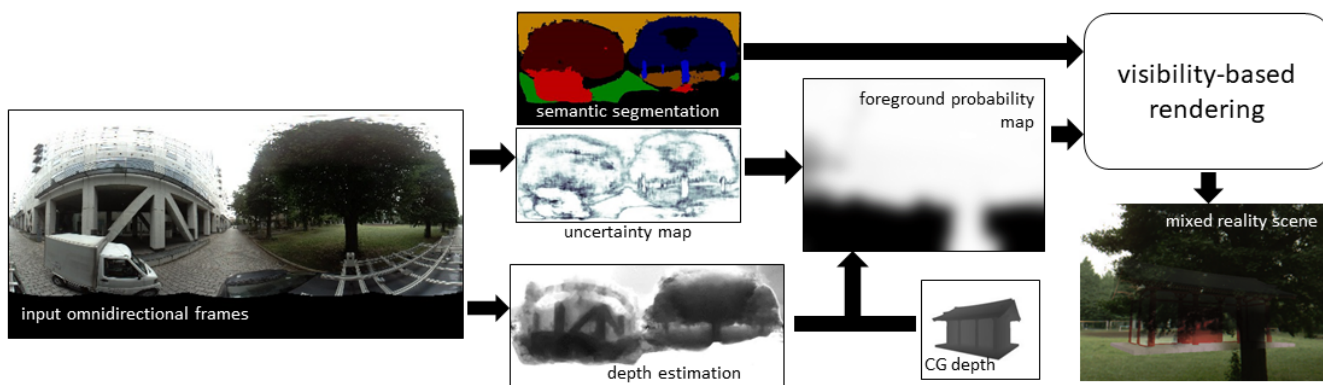 input omnidirectional frames
semantic segmentation
uncertainty map
depth estimation
foreground probability
map
CG depth
visibility-based
rendering
mixed reality scene